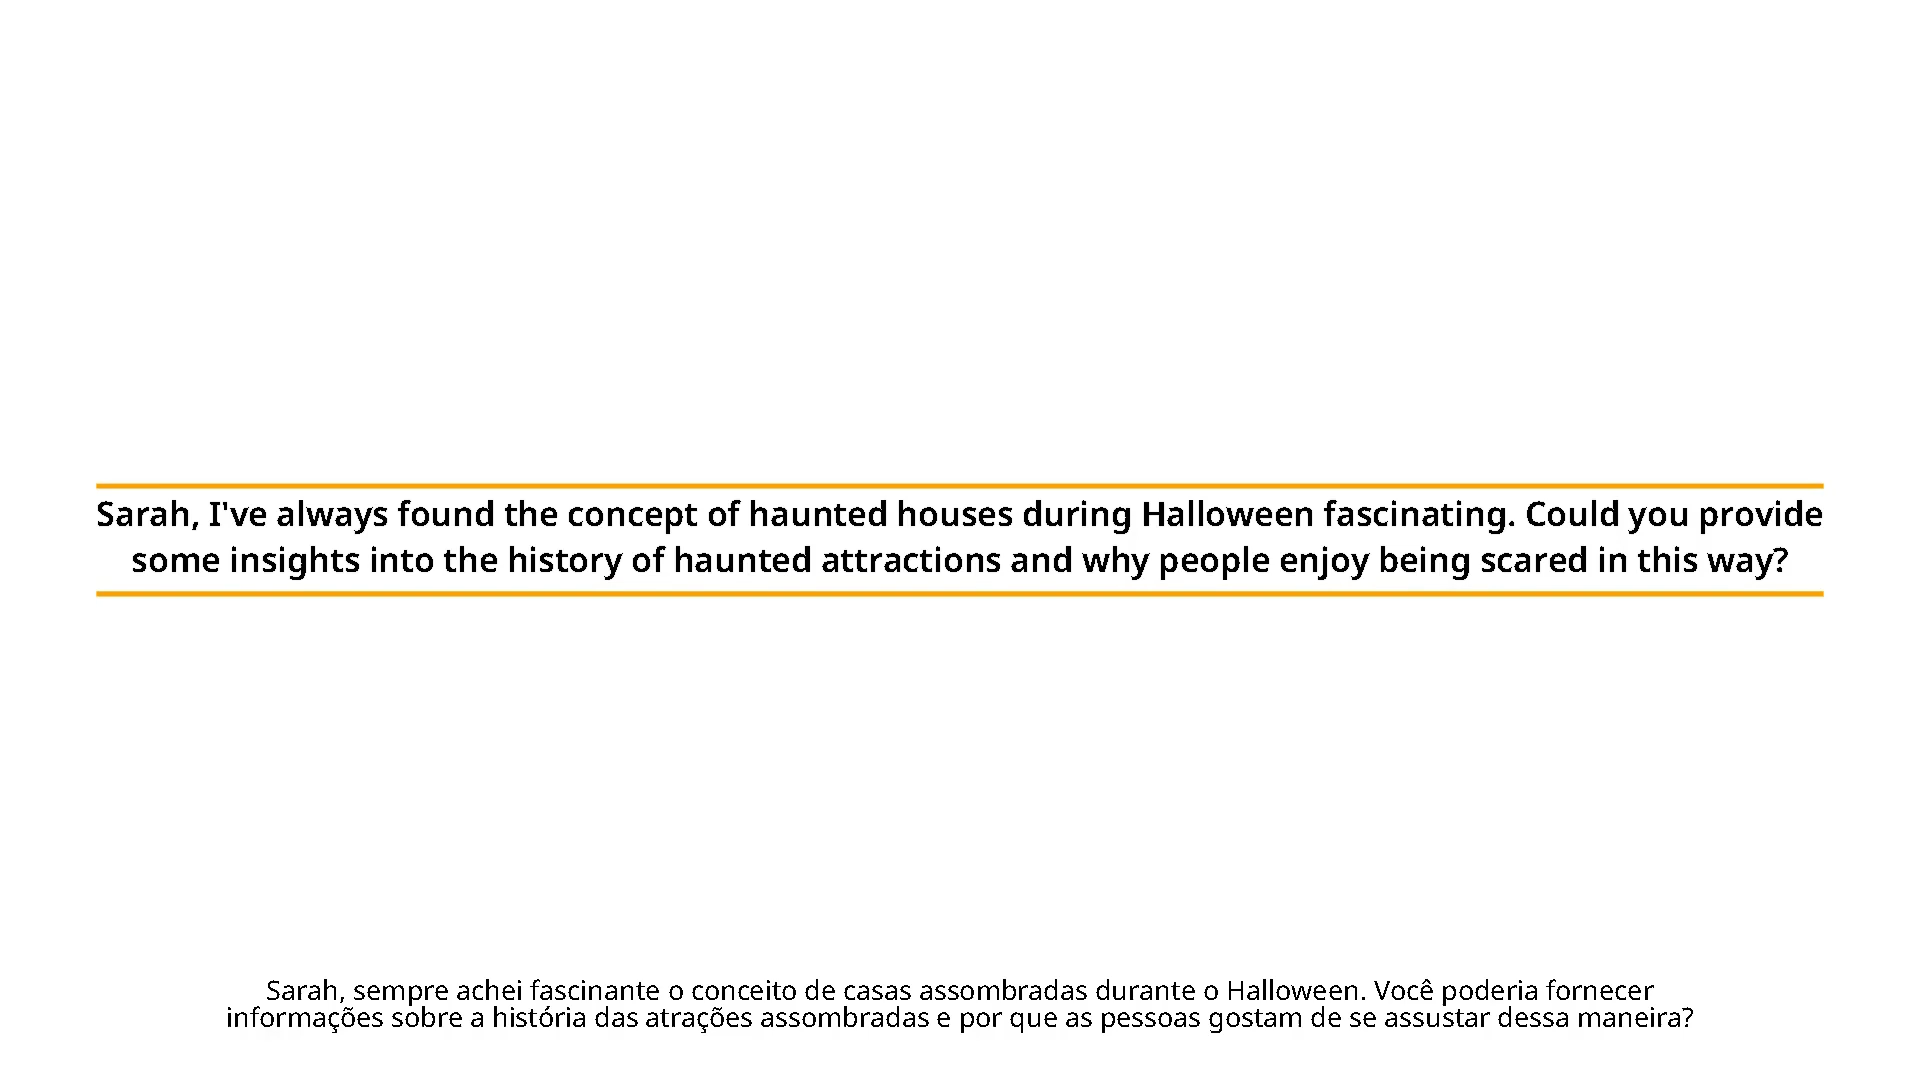 Sarah, I've always found the concept of haunted houses during Halloween fascinating. Could you provide
some insights into the history of haunted attractions and why people enjoy being scared in this way?
Sarah, sempre achei fascinante o conceito de casas assombradas durante o Halloween. Você poderia fornecer
informações sobre a história das atrações assombradas e por que as pessoas gostam de se assustar dessa maneira?